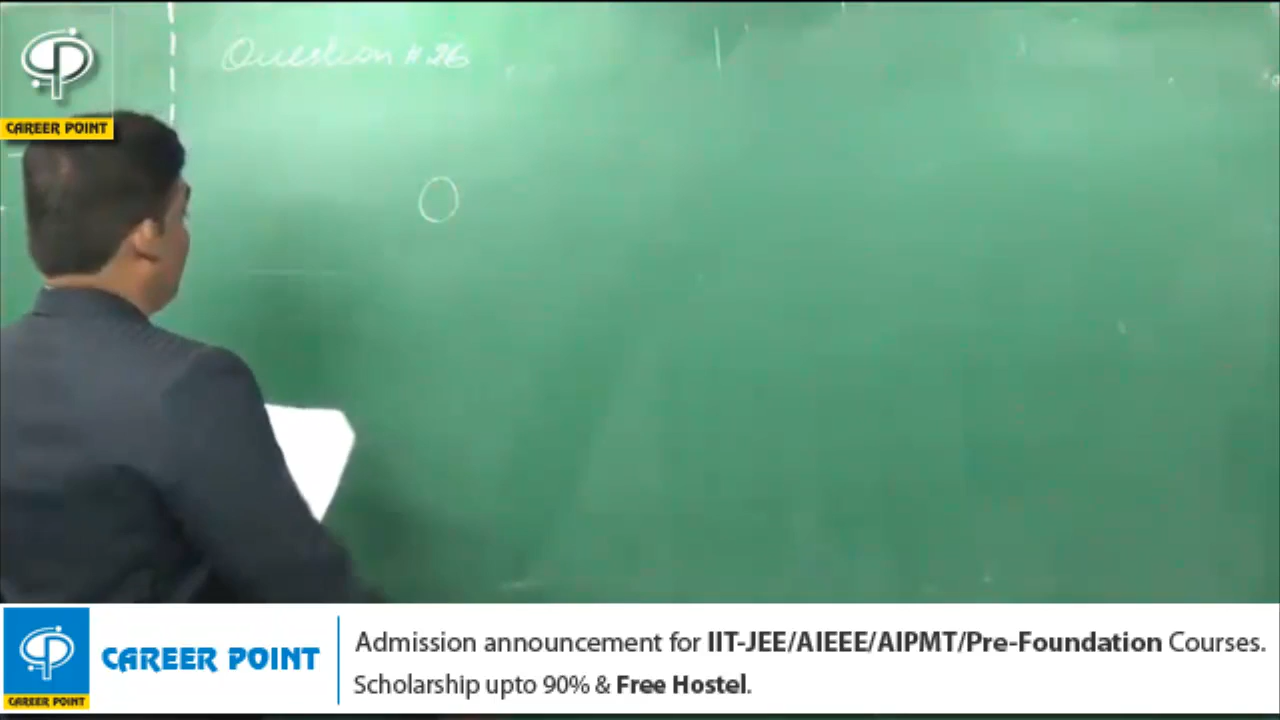 Question # 26
CAREER POINT
CAREER POINT
CAREER POINT
Admission announcement for IIT-JEE/AIEEE/AIPMT/Pre-Foundation Courses.
Scholarship upto 90% & Free Hostel.